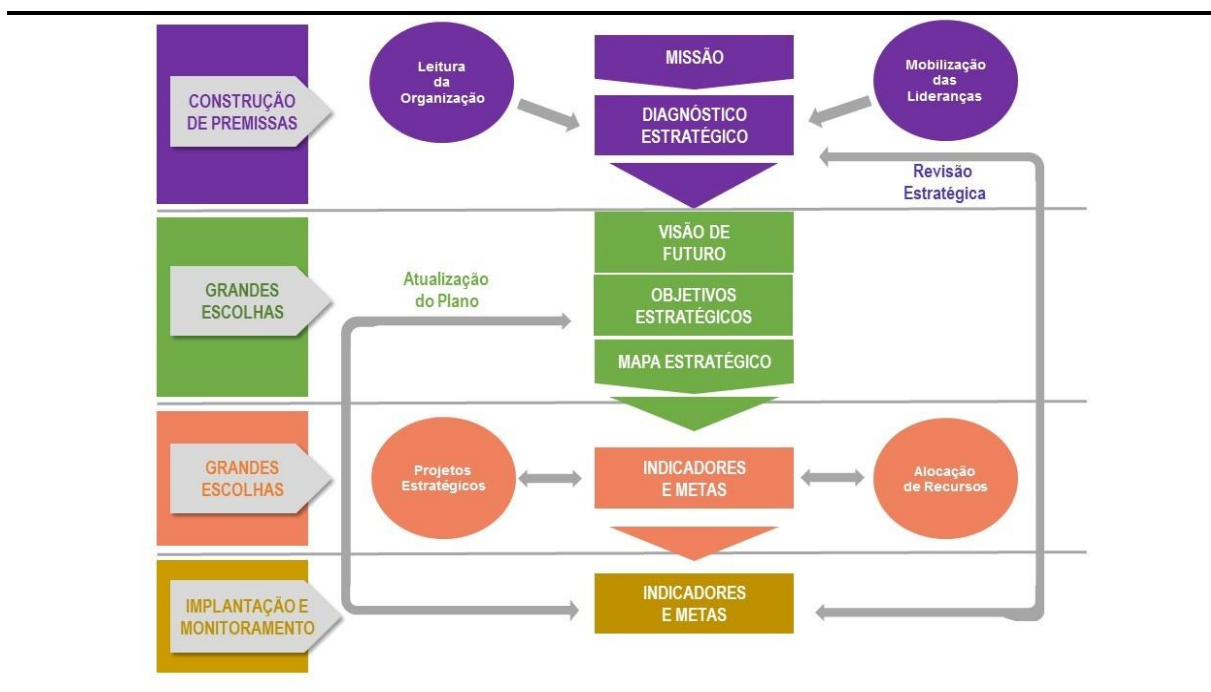 CONSTRUÇÃO
DE PREMISSAS
Leitura
da
Organização
MISSÃO
DIAGNÓSTICO
ESTRATÉGICO
Mobilização
das
Lideranças
Revisão
Estratégica
GRANDES
ESCOLHAS
Atualização
do Plano
VISÃO DE
FUTURO
OBJETIVOS
ESTRATÉGICOS
MAPA ESTRATÉGICO
GRANDES
ESCOLHAS
Projetos
Estratégicos
INDICADORES
E METAS
Alocação
de Recursos
IMPLANTAÇÃO E
MONITORAMENTO
INDICADORES
E METAS